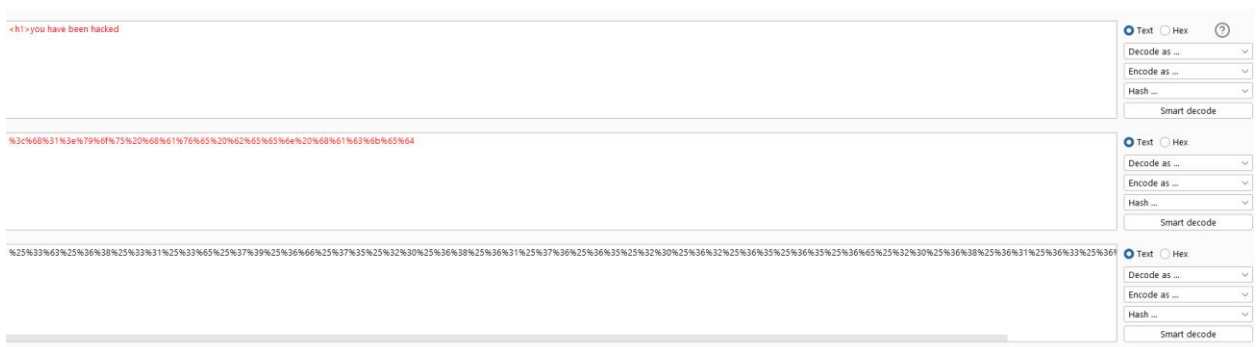 <h1>you have been hacked
Text Hex ?
Decode as ...
Encode as ...
Hash ...
Smart decode
%3c%68%31%3e%79%6f%75%20%68%61%76%65%20%62%65%65%6e%20%68%61%63%6b%65%64
Text Hex
Decode as ...
Encode as ...
Hash ...
Smart decode
%25%33%63%25%36%38%25%33%31%25%33%65%25%37%39%25%36%66%25%37%35%25%32%30%25%36%38%25%36%31%25%37%36%25%36%35%25%32%30%25%36%32%25%36%35%25%36%35%25%36%65%25%32%30%25%36%38%25%36%31%25%36%33%25%36
Text Hex
Decode as ...
Encode as ...
Hash ...
Smart decode